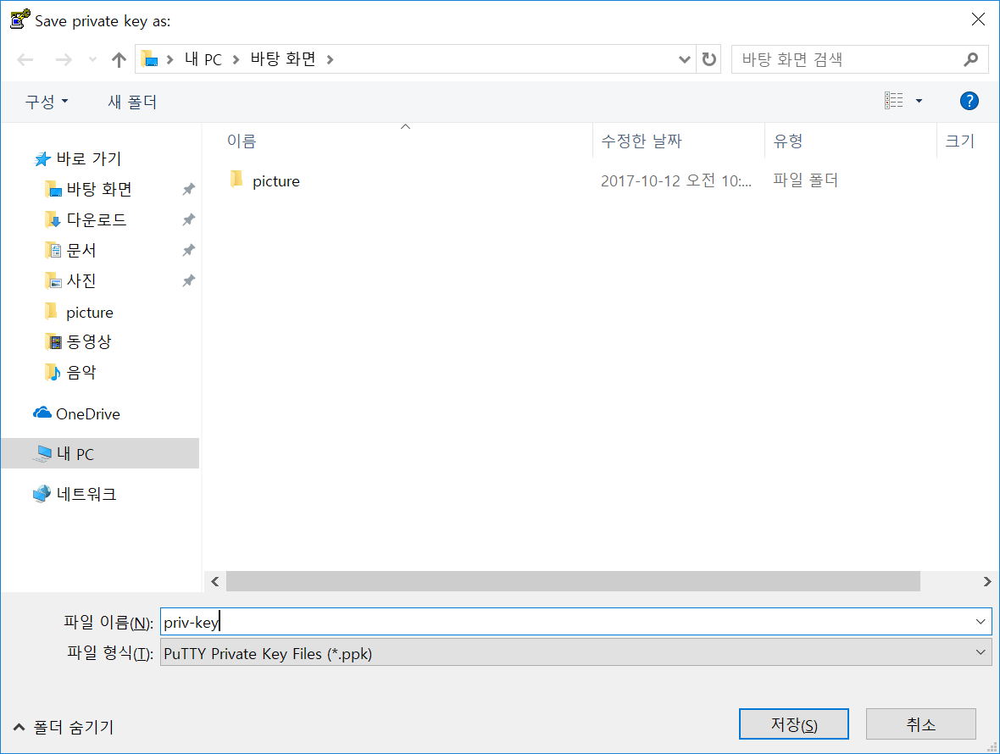 Save private key as:
내 PC > 바탕 화면 >
바탕 화면 검색
구성
새 폴더
?
이름 수정한 날짜 유형 크기
picture 2017-10-12 오전 10:... 파일 폴더
바로 가기
바탕 화면
다운로드
문서
사진
picture
동영상
음악
OneDrive
내 PC
네트워크
파일 이름(N): priv-key
파일 형식(T): PuTTY Private Key Files (*.ppk)
폴더 숨기기
저장(S)
취소